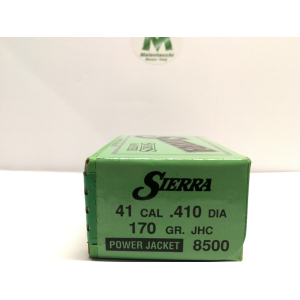 M
SIERRA
41 CAL .410 DIA
170 GR. JHC
POWER JACKET 8500